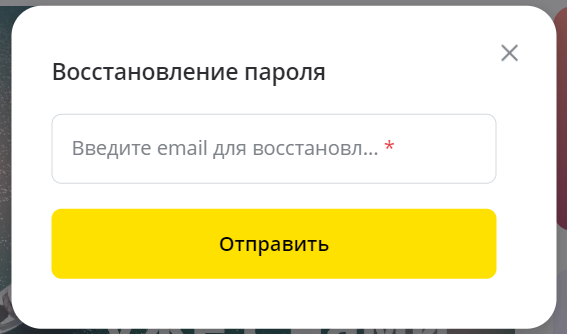 Восстановление пароля
Введите email для восстановл... *
Отправить